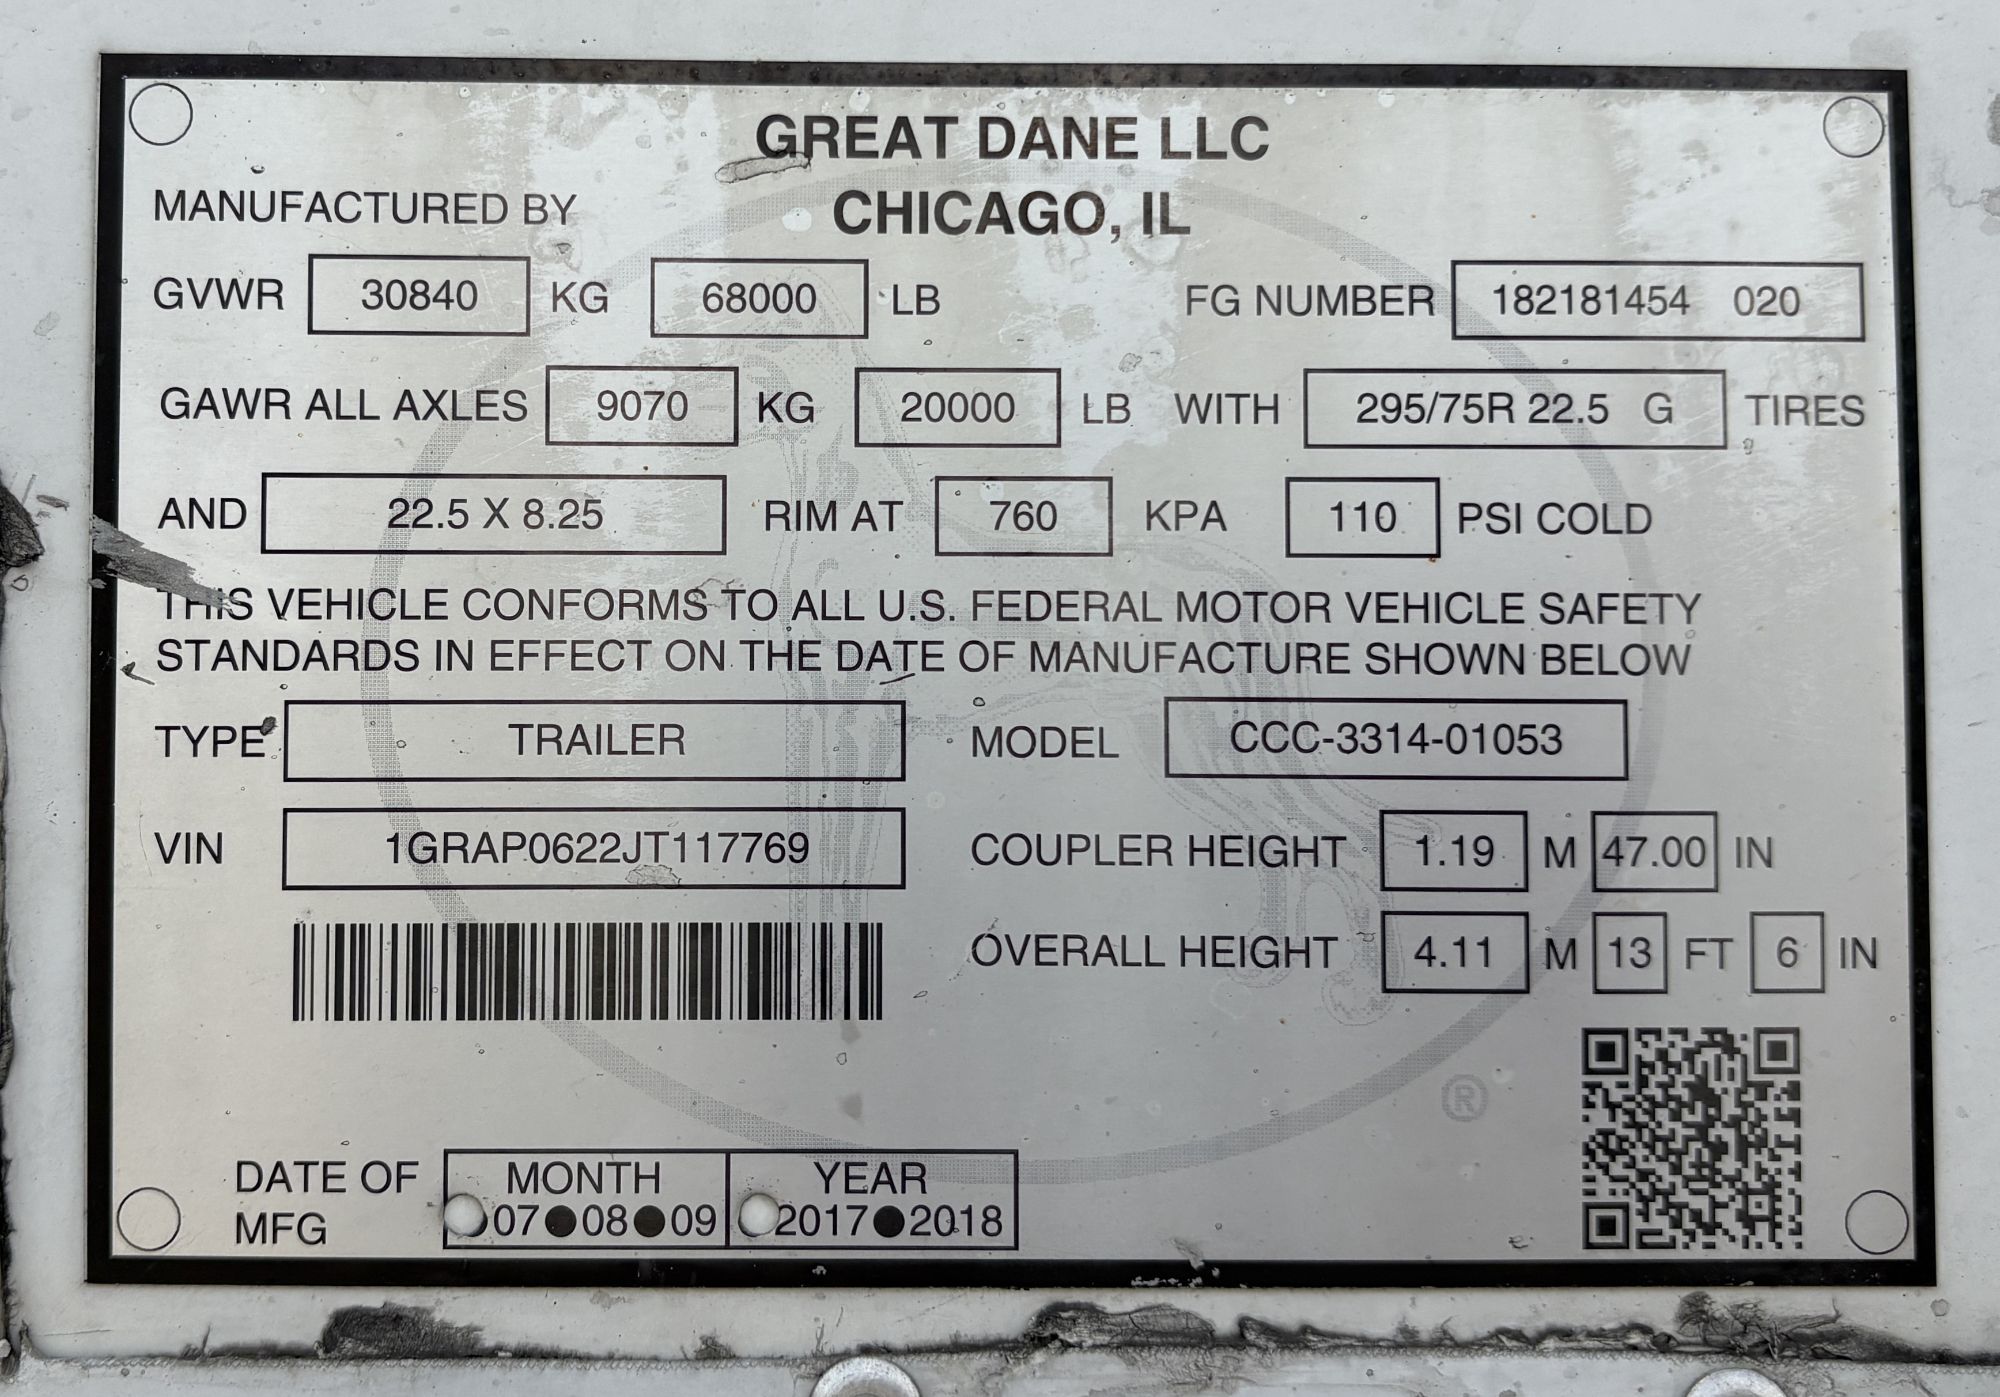 GREAT DANE LLC
MANUFACTURED BY CHICAGO, IL
GVWR 30840 KG 68000 LB FG NUMBER 182181454 020
GAWR ALL AXLES 9070 KG 20000 LB WITH 295/75R 22.5 G TIRES
AND 22.5 X 8.25 RIM AT 760 KPA 110 PSI COLD
THIS VEHICLE CONFORMS TO ALL U.S. FEDERAL MOTOR VEHICLE SAFETY
STANDARDS IN EFFECT ON THE DATE OF MANUFACTURE SHOWN BELOW
TYPE TRAILER MODEL CCC-3314-01053
VIN 1GRAP0622JT117769 COUPLER HEIGHT 1.19 M 47.00 IN
OVERALL HEIGHT 4.11 M 13 FT 6 IN
®
DATE OF MONTH YEAR
MFG 07 08 09 2017 2018